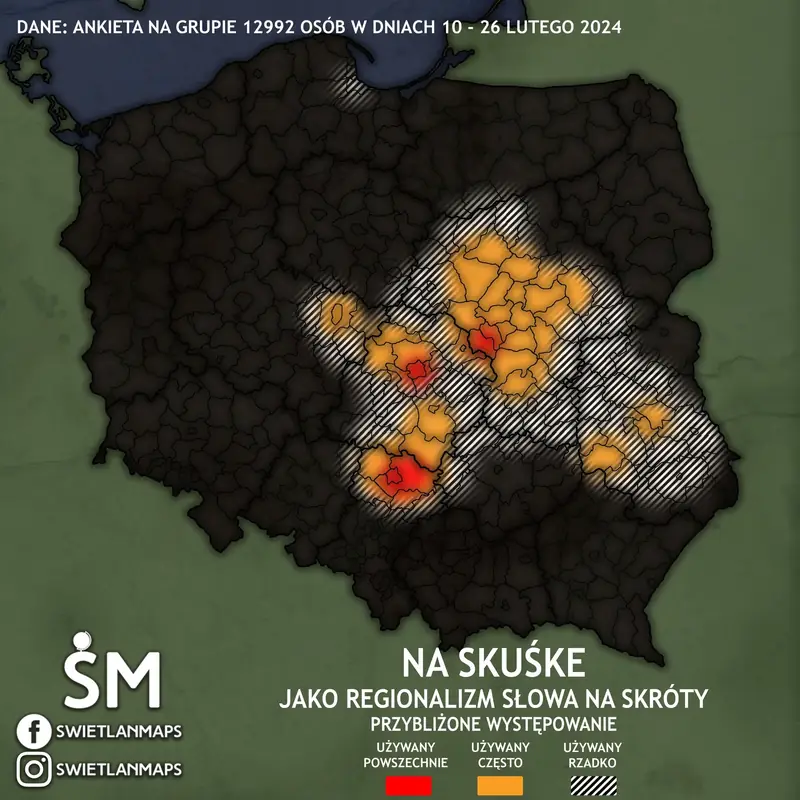 DANE: ANKIETA NA GRUPIE 12992 OSÓB W DNIACH 10 - 26 LUTEGO 2024
ŚM
SWIETLANMAPS
SWIETLANMAPS
NA SKUŚKE
JAKO REGIONALIZM SŁOWA NA SKRÓTY
PRZYBLIŻONE WYSTĘPOWANIE
UŻYWANY POWSZECHNIE
UŻYWANY CZĘSTO
UŻYWANY RZADKO